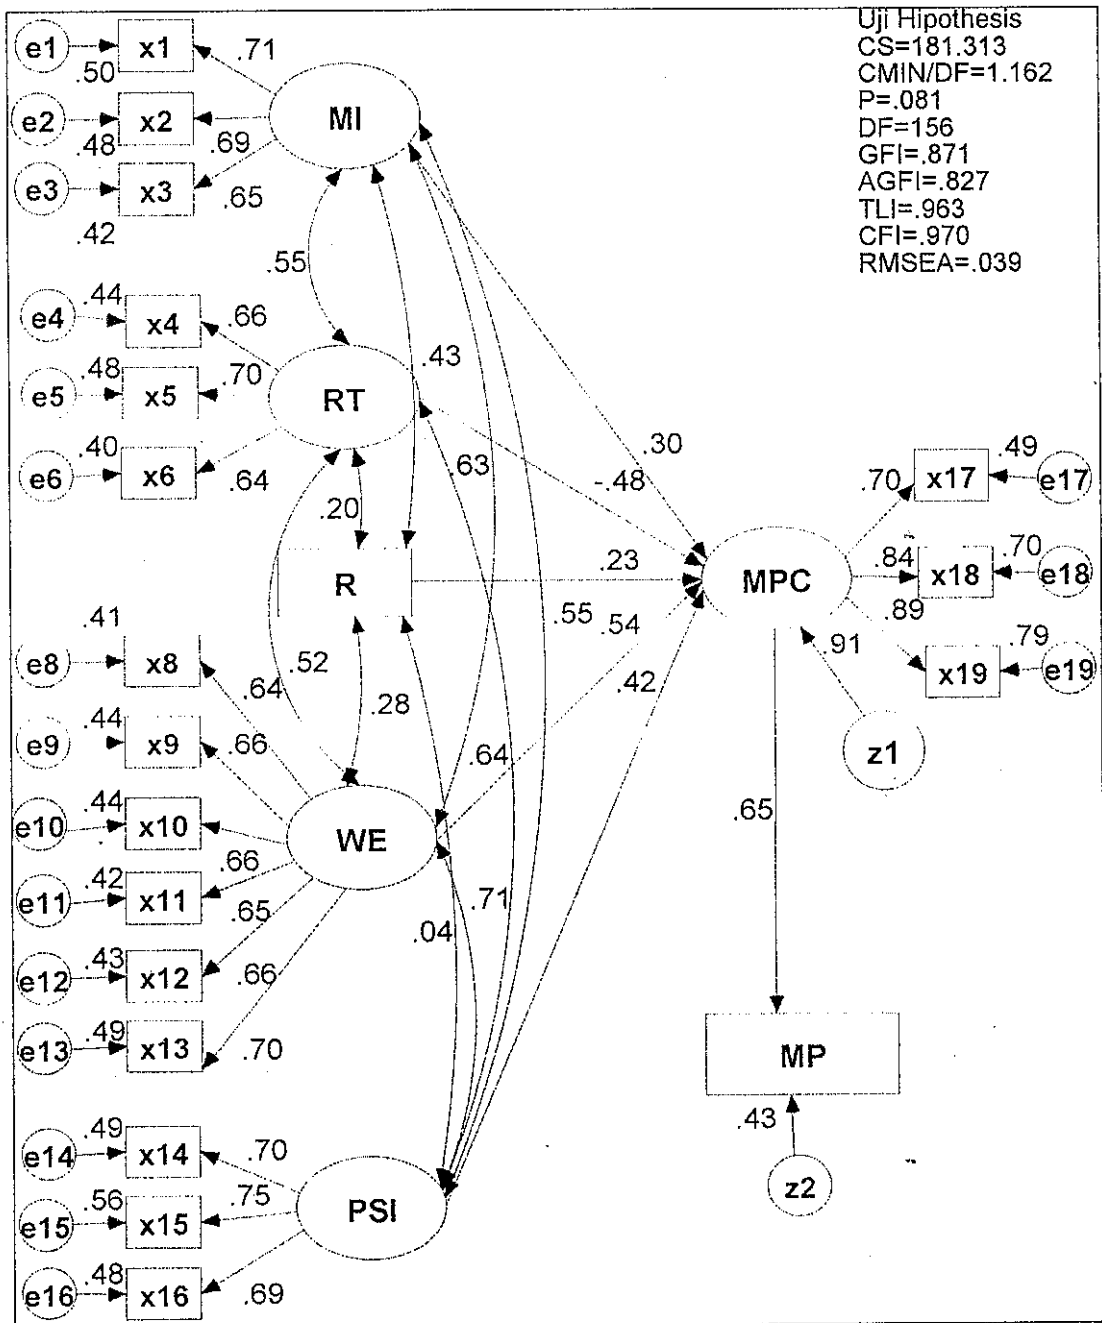 Uji Hipothesis
CS=181.313
CMIN/DF=1.162
P=.081
DF=156
GFI=.871
AGFI=.827
TLI=.963
CFI=.970
RMSEA=.039
e1 x1 .71
.50
e2 x2 MI
.48 .69
e3 x3 .65
.42
.55
e4 .44 x4 .66
e5 .48 x5 .70 RT .43
e6 .40 x6 .64
.20 .63 -.48 .30
R .23
MPC
.70 x17 .49 e17
.84 x18 .70 e18
.89 x19 .79 e19
.91 z1
.41
e8 x8 .64
.52 .28 .55 .54 .42
e9 .44 x9 .66
.64
e10 .44 x10 WE
e11 .42 x11 .66
e12 .43 x12 .65
e13 .49 x13 .66
.70
.04 .71
.65
MP
.43
z2
e14 .49 x14 .70
e15 .56 x15 .75 PSI
e16 .48 x16 .69